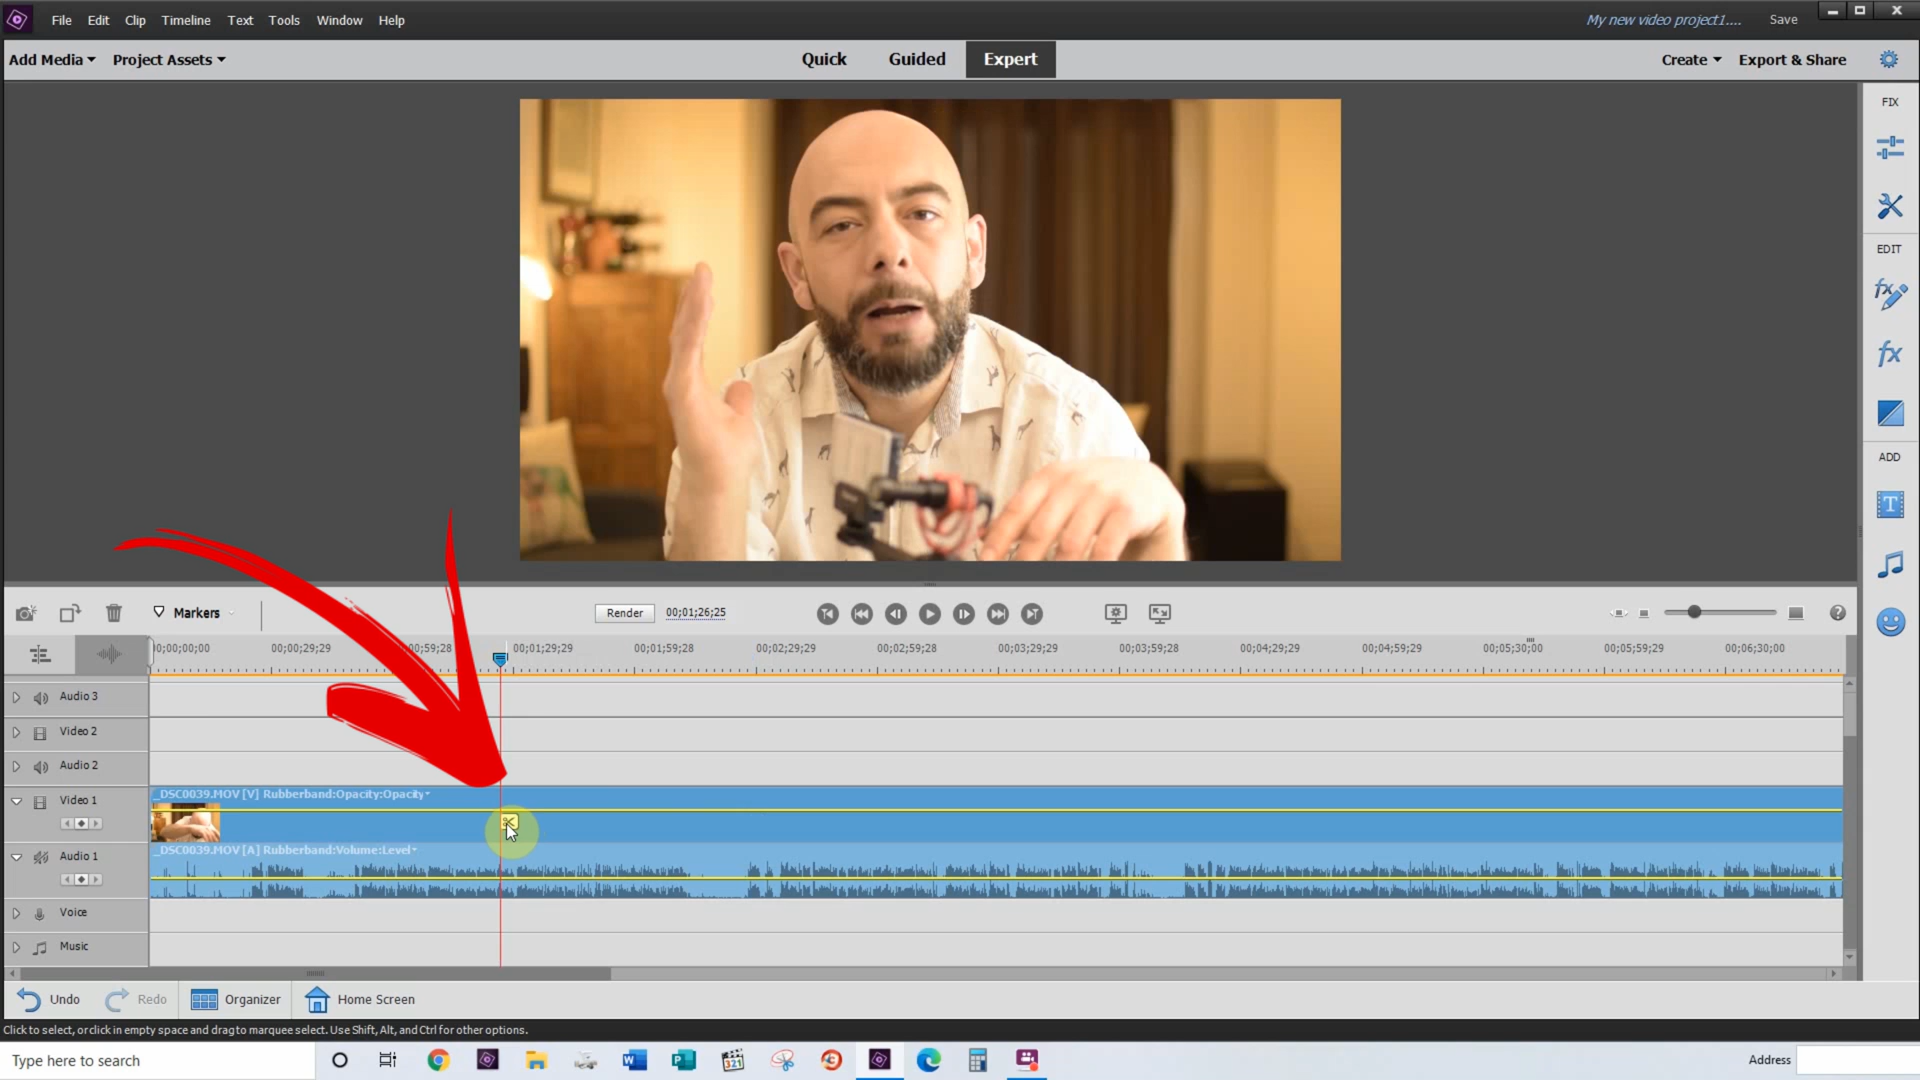 File Edit Clip Timeline Text Tools Window Help
My new video project1.... Save
Add Media Project Assets Quick Guided Expert Create Export & Share
FIX
EDIT
ADD
Markers Render 00;01;26;25
00;00;29;29 00;01;29;29 00;01;59;28 00;02;29;29 00;02;59;28 00;03;29;29 00;03;59;28 00;04;29;29 00;04;59;29 00;05;30;00 00;05;59;29 00;06;30;00
Audio 3
Video 2
Audio 2
Video 1
_DSC0039.MOV [V] Rubberband:Opacity:Opacity
Audio 1
_DSC0039.MOV [A] Rubberband:Volume:Level
Voice
Music
Undo Redo Organizer Home Screen
Click to select, or click in empty space and drag to marquee select. Use Shift, Alt, and Ctrl for other options.
Type here to search
Address